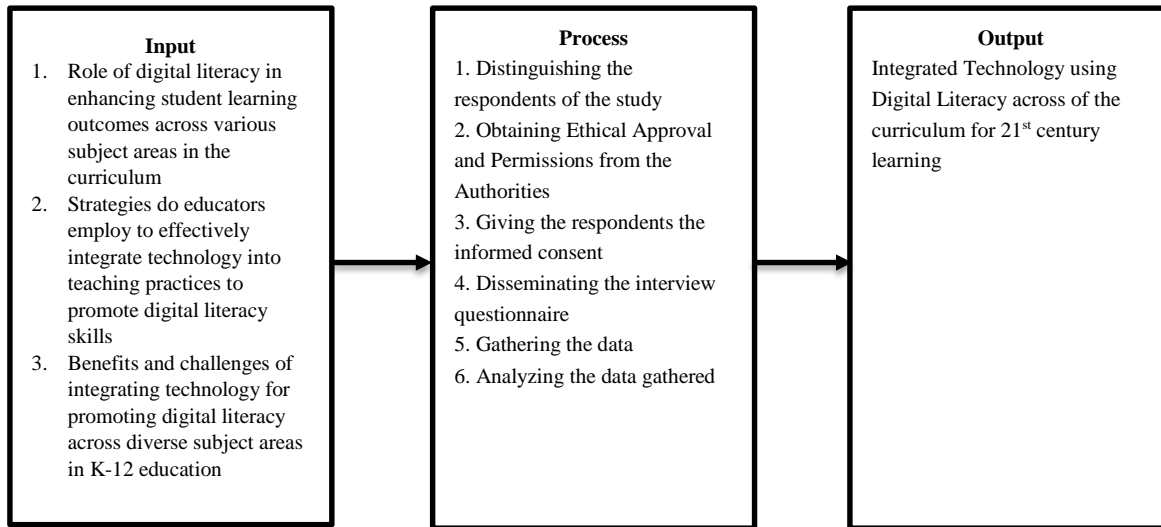 Input
1. Role of digital literacy in
enhancing student learning
outcomes across various
subject areas in the
curriculum
2. Strategies do educators
employ to effectively
integrate technology into
teaching practices to
promote digital literacy
skills
3. Benefits and challenges of
integrating technology for
promoting digital literacy
across diverse subject areas
in K-12 education
Process
1. Distinguishing the
respondents of the study
2. Obtaining Ethical Approval
and Permissions from the
Authorities
3. Giving the respondents the
informed consent
4. Disseminating the interview
questionnaire
5. Gathering the data
6. Analyzing the data gathered
Output
Integrated Technology using
Digital Literacy across of the
curriculum for 21st century
learning